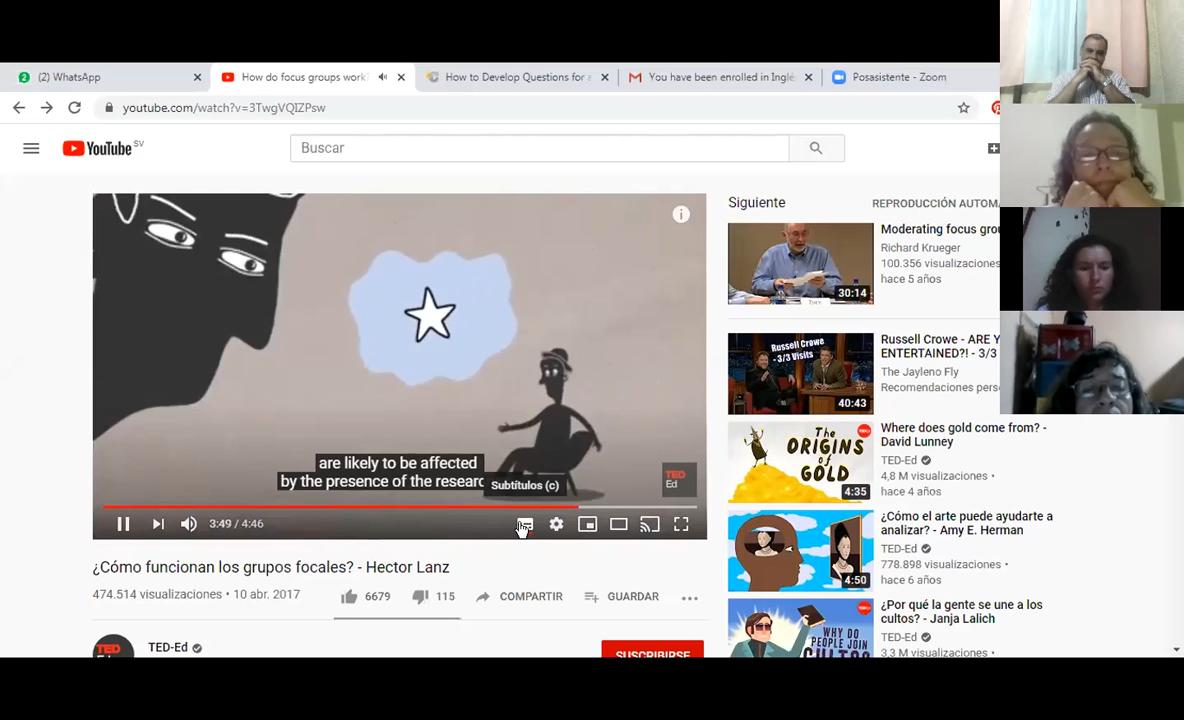 (2) WhatsApp
How do focus groups work?
How to Develop Questions for a
You have been enrolled in Inglé
Posasistente - Zoom
youtube.com/watch?v=3TwgVQIZPsw
YouTube SV
Buscar
are likely to be affected
by the presence of the researc
Subtítulos (c)
TED
Ed
3:49 / 4:46
¿Cómo funcionan los grupos focales? - Hector Lanz
474.514 visualizaciones • 10 abr. 2017
6679
115
COMPARTIR
GUARDAR
TED
Ed
TED-Ed
SUSCRIBIRSE
Siguiente
REPRODUCCIÓN AUTOMÁ
Moderating focus grou
Richard Krueger
100.356 visualizaciones
hace 5 años
30:14
Russell Crowe
- 3/3 Visits
40:43
Russell Crowe - ARE Y
ENTERTAINED?! - 3/3
The Jayleno Fly
Recomendaciones pers
The
ORIGINS
of
GOLD
4:35
Where does gold come from? -
David Lunney
TED-Ed
4,8 M visualizaciones •
hace 4 años
4:50
¿Cómo el arte puede ayudarte a
analizar? - Amy E. Herman
TED-Ed
778.898 visualizaciones •
hace 6 años
WHY DO
PEOPLE JOIN
CULTS
¿Por qué la gente se une a los
cultos? - Janja Lalich
TED-Ed
3,3 M visualizaciones •